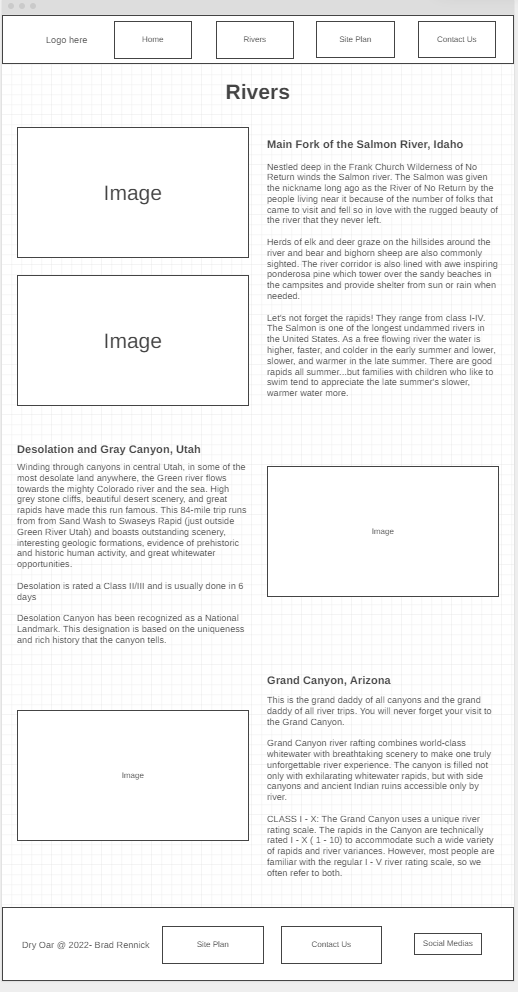 Logo here
Home
Rivers
Site Plan
Contact Us
Rivers
Image
Image
Main Fork of the Salmon River, Idaho
Nestled deep in the Frank Church Wilderness of No
Return winds the Salmon river. The Salmon was given
the nickname long ago as the River of No Return by the
people living near it because of the number of folks that
came to visit and fell so in love with the rugged beauty of
the river that they never left.
Herds of elk and deer graze on the hillsides around the
river and bear and bighorn sheep are also commonly
sighted. The river corridor is also lined with awe inspiring
ponderosa pine which tower over the sandy beaches in
the campsites and provide shelter from sun or rain when
needed.
Let's not forget the rapids! They range from class I-IV.
The Salmon is one of the longest undammed rivers in
the United States. As a free flowing river the water is
higher, faster, and colder in the early summer and lower,
slower, and warmer in the late summer. There are good
rapids all summer...but families with children who like to
swim tend to appreciate the late summer's slower,
warmer water more.
Desolation and Gray Canyon, Utah
Winding through canyons in central Utah, in some of the
most desolate land anywhere, the Green river flows
towards the mighty Colorado river and the sea. High
grey stone cliffs, beautiful desert scenery, and great
rapids have made this run famous. This 84-mile trip runs
from from Sand Wash to Swaseys Rapid (just outside
Green River Utah) and boasts outstanding scenery,
interesting geologic formations, evidence of prehistoric
and historic human activity, and great whitewater
opportunities.
Desolation is rated a Class II/III and is usually done in 6
days
Desolation Canyon has been recognized as a National
Landmark. This designation is based on the uniqueness
and rich history that the canyon tells.
Image
Image
Grand Canyon, Arizona
This is the grand daddy of all canyons and the grand
daddy of all river trips. You will never forget your visit to
the Grand Canyon.
Grand Canyon river rafting combines world-class
whitewater with breathtaking scenery to make one truly
unforgettable river experience. The canyon is filled not
only with exhilarating whitewater rapids, but with side
canyons and ancient Indian ruins accessible only by
river.
CLASS I - X: The Grand Canyon uses a unique river
rating scale. The rapids in the Canyon are technically
rated I - X ( 1 - 10) to accommodate such a wide variety
of rapids and river variances. However, most people are
familiar with the regular I - V river rating scale, so we
often refer to both.
Dry Oar @ 2022- Brad Rennick
Site Plan
Contact Us
Social Medias